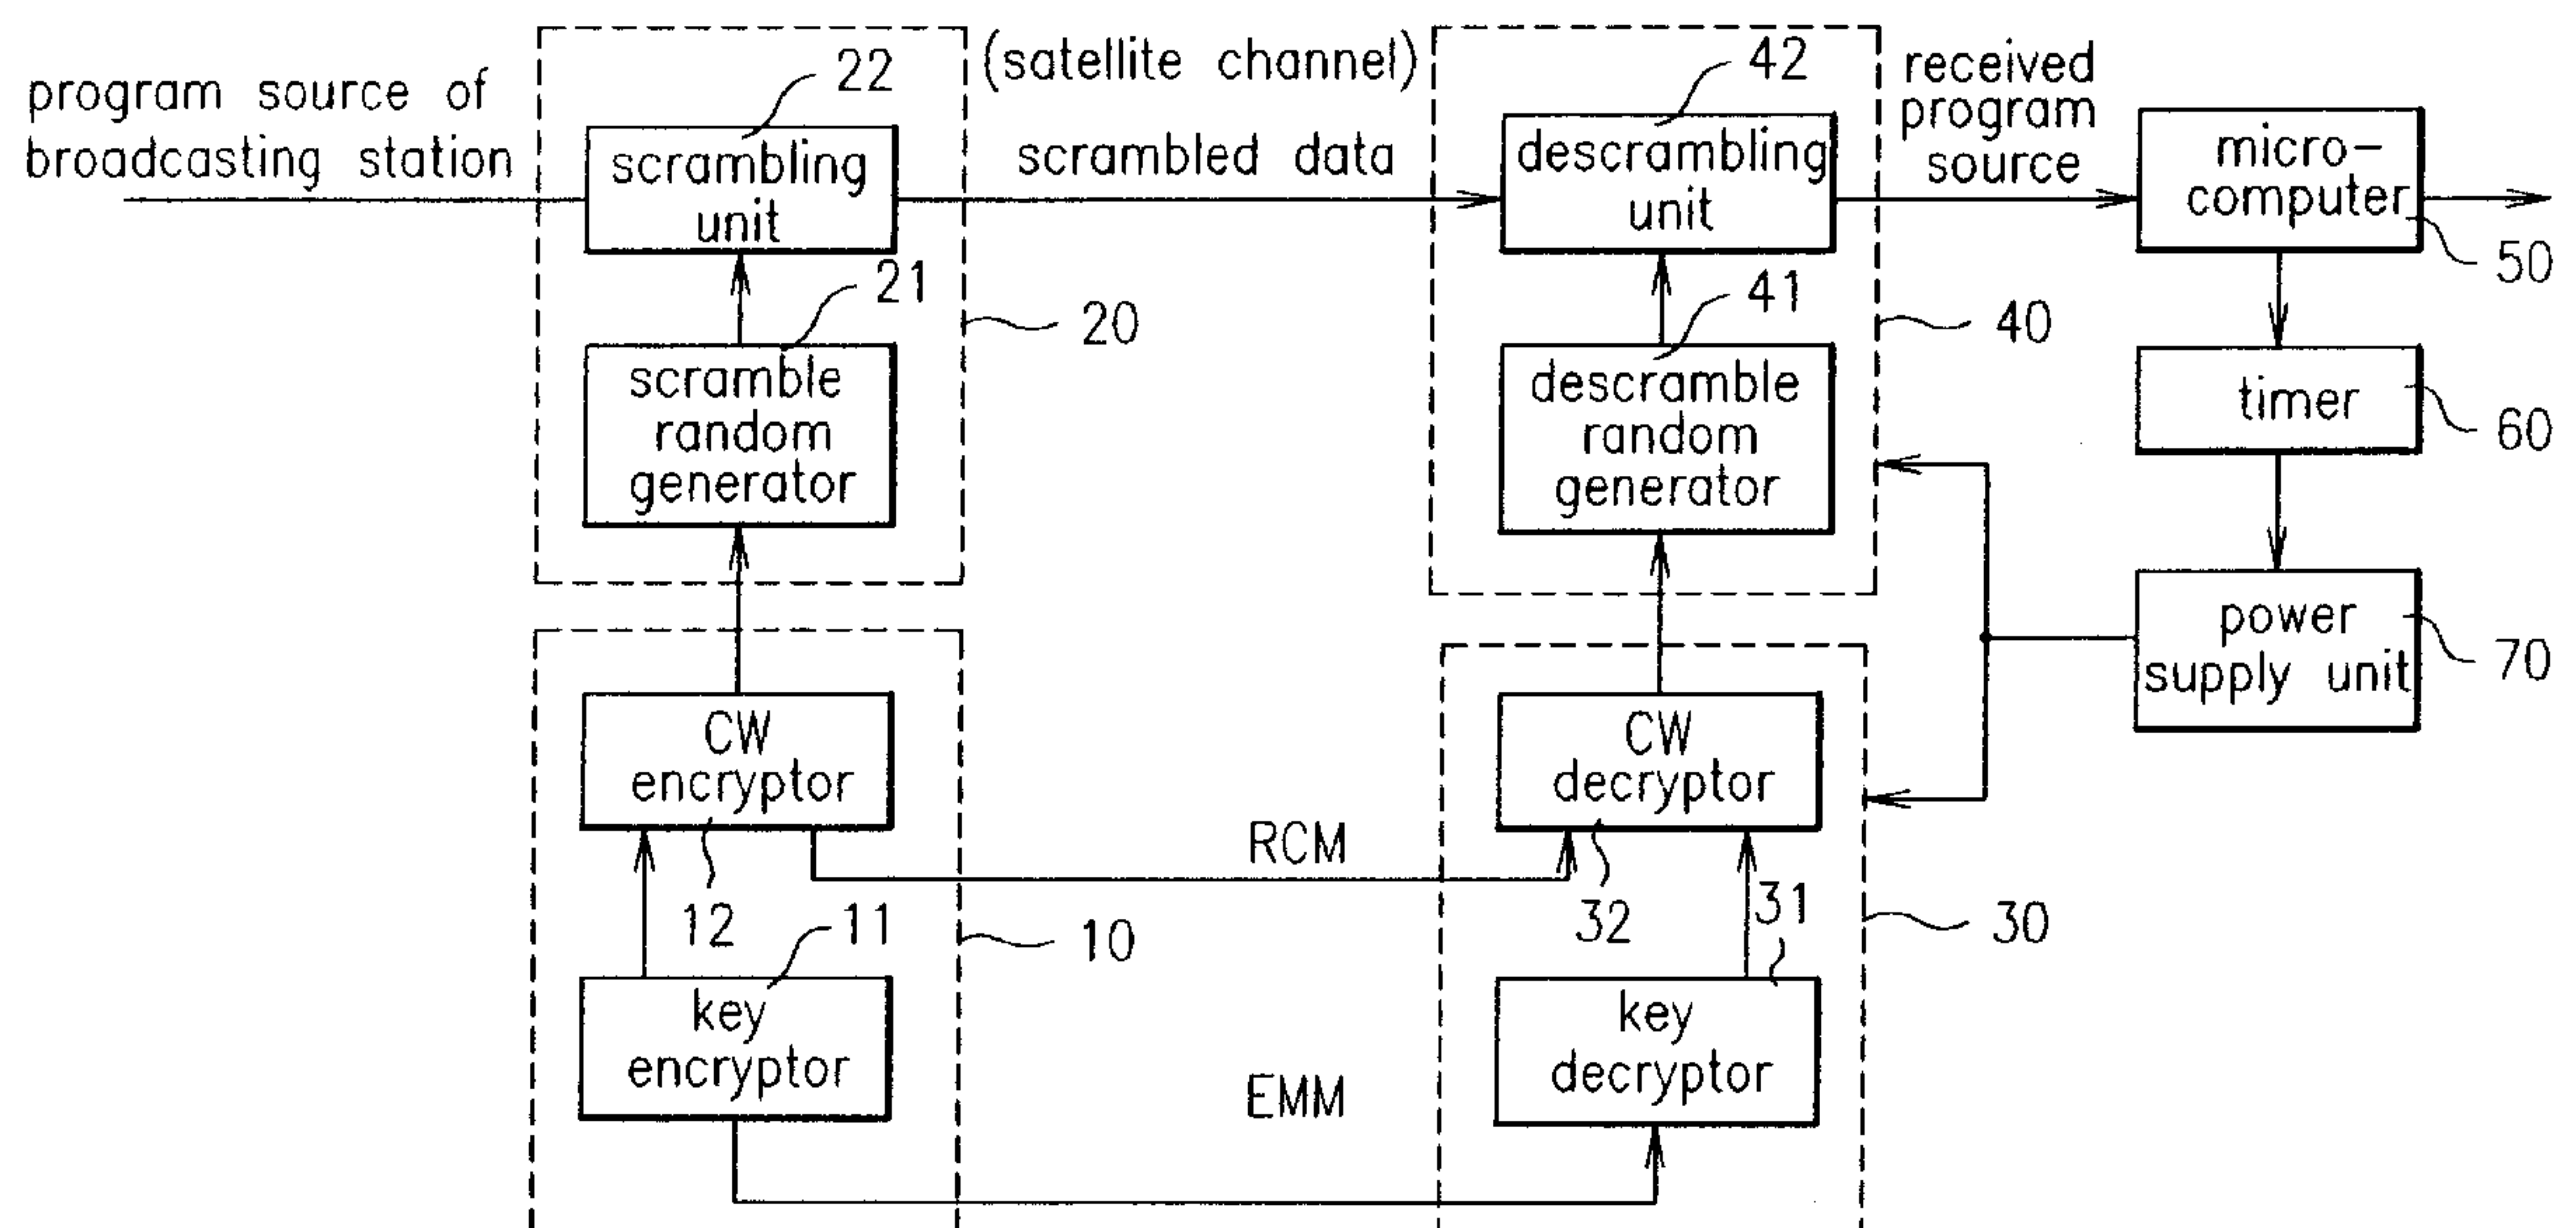 program source of
broadcasting station
22
scrambling
unit
21
scramble
random
generator
20
(satellite channel)
scrambled data
42
descrambling
unit
41
descramble
random
generator
40
received
program
source
micro-
computer
50
timer
60
power
supply unit
70
CW
encryptor
12
11
key
encryptor
10
RCM
EMM
CW
decryptor
32
31
key
decryptor
30